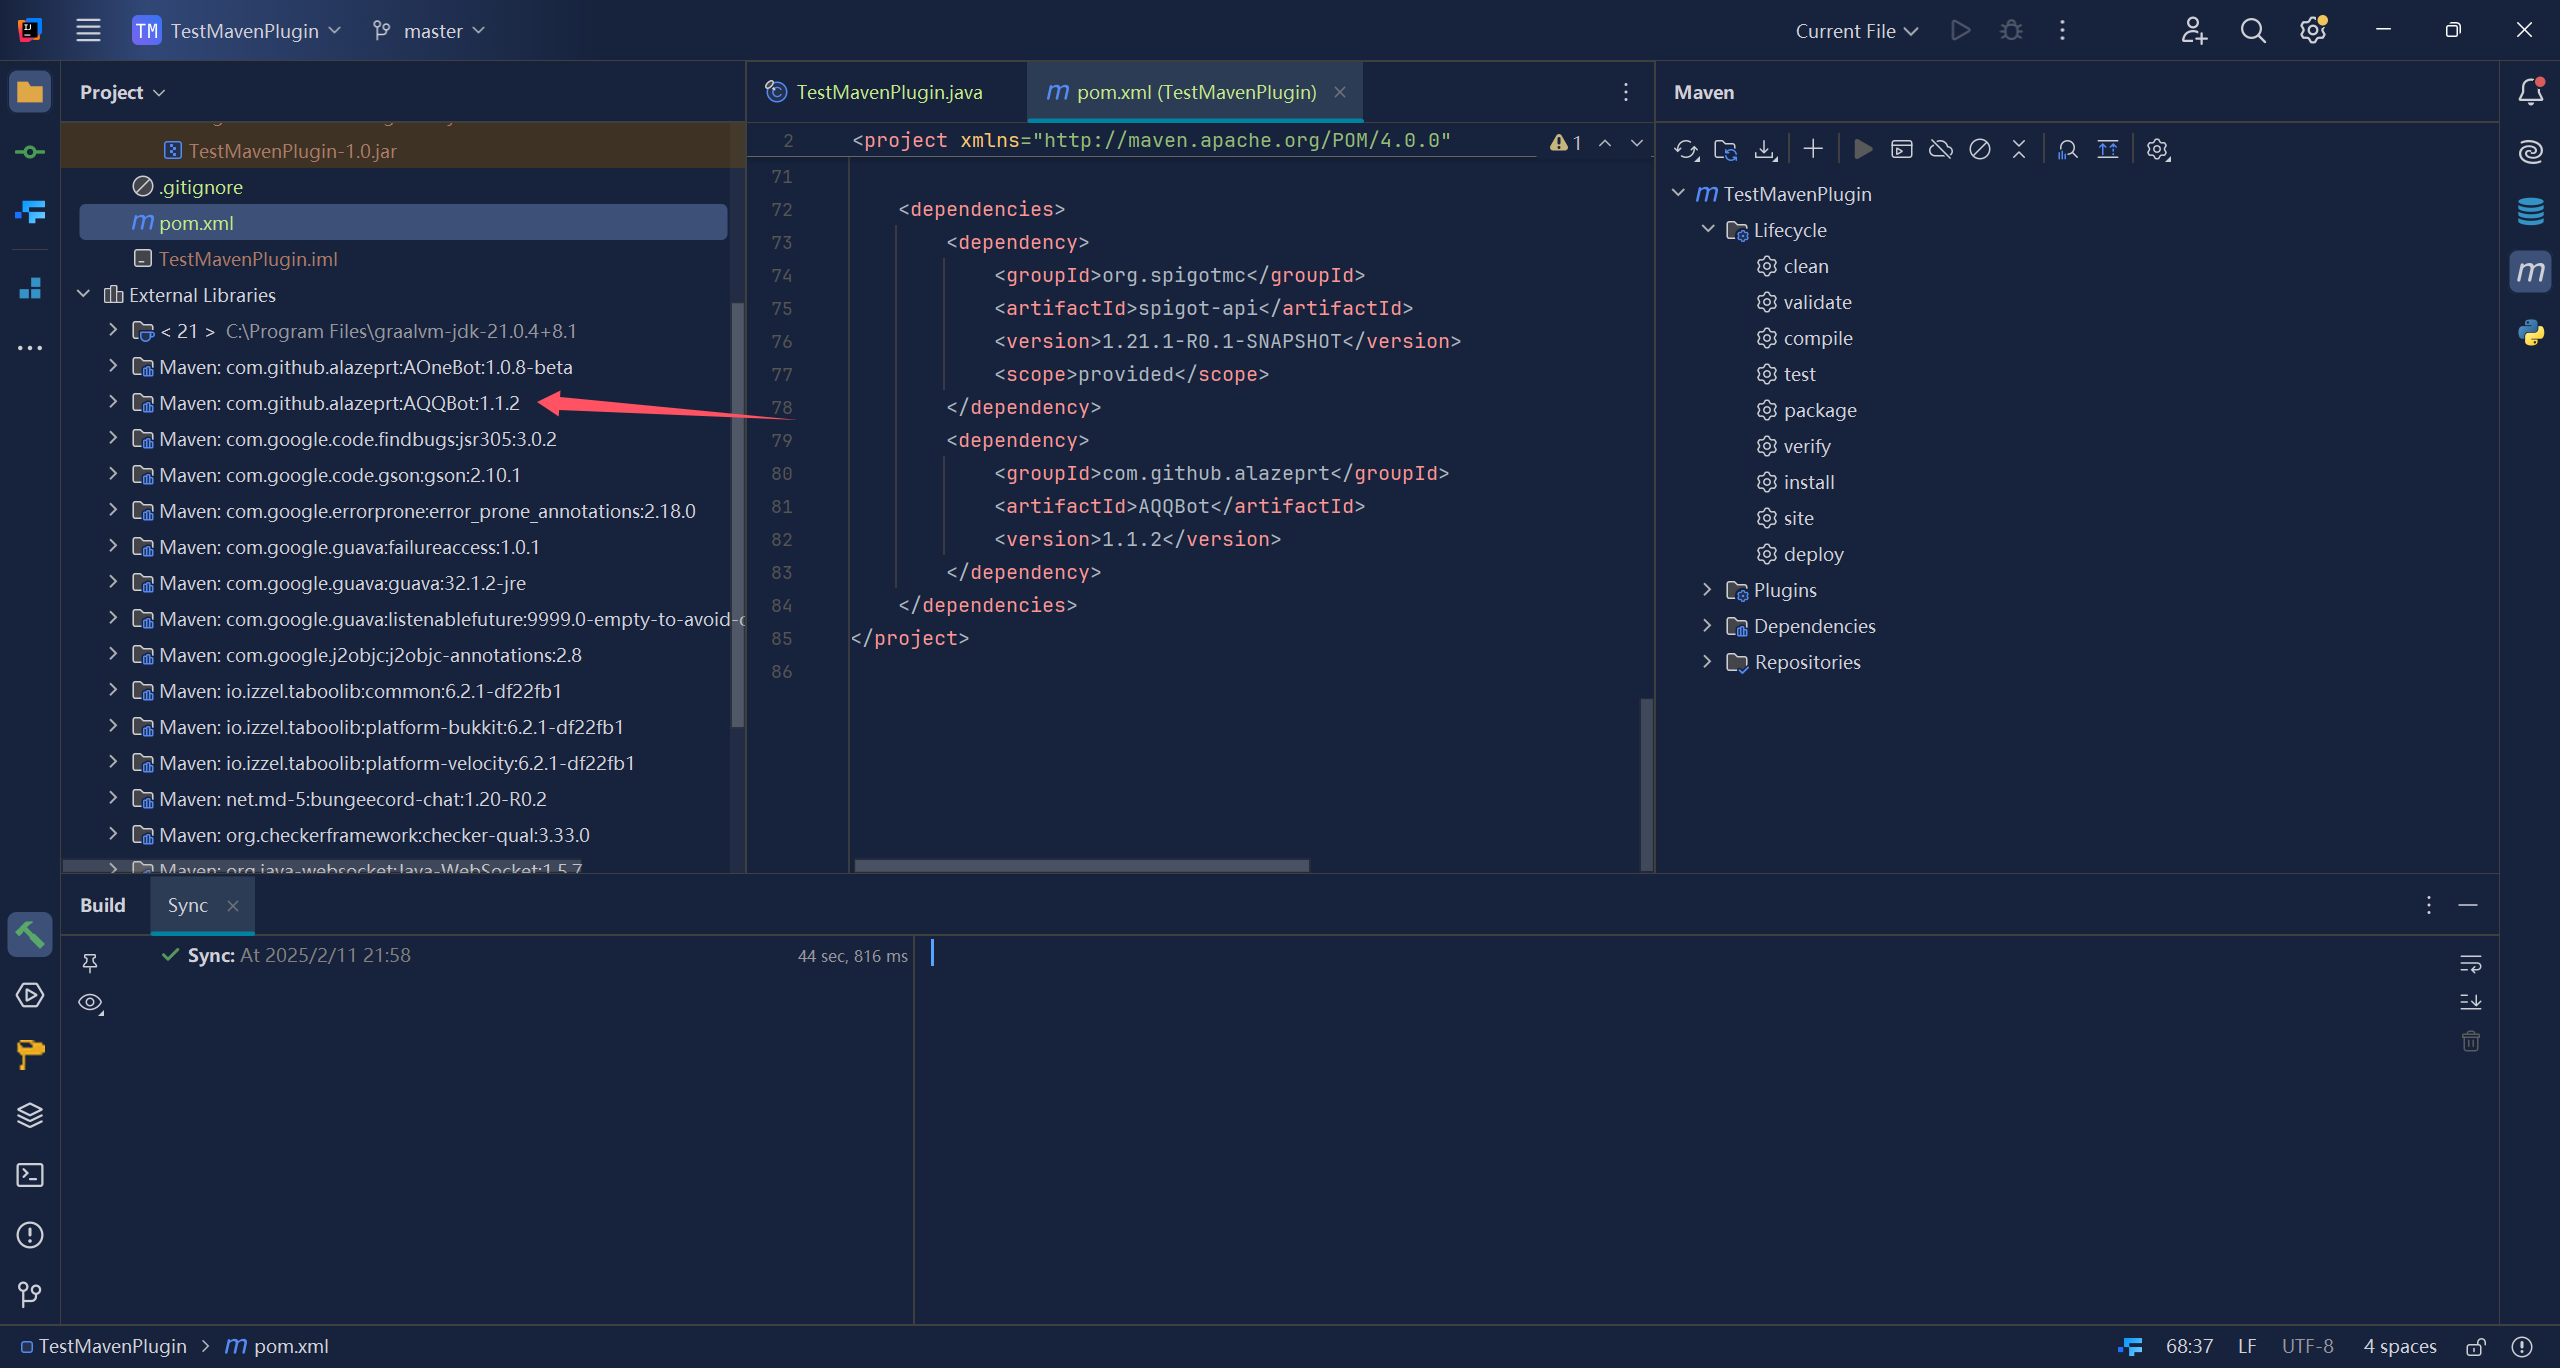 TM TestMavenPlugin master Current File
Project
TestMavenPlugin-1.0.jar
.gitignore
pom.xml
TestMavenPlugin.iml
External Libraries
< 21 > C:\Program Files\graalvm-jdk-21.0.4+8.1
Maven: com.github.alazeprt:AOneBot:1.0.8-beta
Maven: com.github.alazeprt:AQQBot:1.1.2
Maven: com.google.code.findbugs:jsr305:3.0.2
Maven: com.google.code.gson:gson:2.10.1
Maven: com.google.errorprone:error_prone_annotations:2.18.0
Maven: com.google.guava:failureaccess:1.0.1
Maven: com.google.guava:guava:32.1.2-jre
Maven: com.google.guava:listenablefuture:9999.0-empty-to-avoid-c
Maven: com.google.j2objc:j2objc-annotations:2.8
Maven: io.izzel.taboolib:common:6.2.1-df22fb1
Maven: io.izzel.taboolib:platform-bukkit:6.2.1-df22fb1
Maven: io.izzel.taboolib:platform-velocity:6.2.1-df22fb1
Maven: net.md-5:bungeecord-chat:1.20-R0.2
Maven: org.checkerframework:checker-qual:3.33.0
Maven: org.java-websocket:Java-WebSocket:1.5.7
TestMavenPlugin.java
m pom.xml (TestMavenPlugin)
2 <project xmlns="http://maven.apache.org/POM/4.0.0" 1
71
72 <dependencies>
73 <dependency>
74 <groupId>org.spigotmc</groupId>
75 <artifactId>spigot-api</artifactId>
76 <version>1.21.1-R0.1-SNAPSHOT</version>
77 <scope>provided</scope>
78 </dependency>
79 <dependency>
80 <groupId>com.github.alazeprt</groupId>
81 <artifactId>AQQBot</artifactId>
82 <version>1.1.2</version>
83 </dependency>
84 </dependencies>
85 </project>
86
Maven
m TestMavenPlugin
Lifecycle
clean
validate
compile
test
package
verify
install
site
deploy
Plugins
Dependencies
Repositories
Build Sync
Sync: At 2025/2/11 21:58 44 sec, 816 ms
TestMavenPlugin > m pom.xml 68:37 LF UTF-8 4 spaces